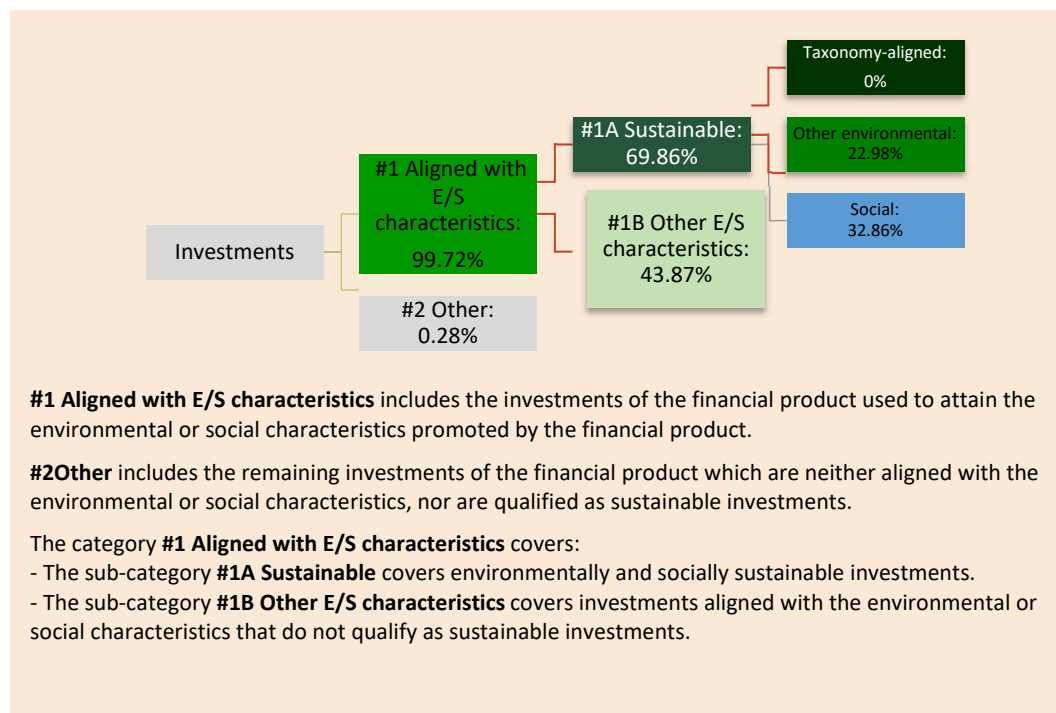 Taxonomy-aligned:
0%
#1A Sustainable:
69.86%
Other environmental:
22.98%
#1 Aligned with
E/S
characteristics:
99.72%
#1B Other E/S
characteristics:
43.87%
Social:
32.86%
Investments
#2 Other:
0.28%
#1 Aligned with E/S characteristics includes the investments of the financial product used to attain the
environmental or social characteristics promoted by the financial product.
#2Other includes the remaining investments of the financial product which are neither aligned with the
environmental or social characteristics, nor are qualified as sustainable investments.
The category #1 Aligned with E/S characteristics covers:
- The sub-category #1A Sustainable covers environmentally and socially sustainable investments.
- The sub-category #1B Other E/S characteristics covers investments aligned with the environmental or
social characteristics that do not qualify as sustainable investments.